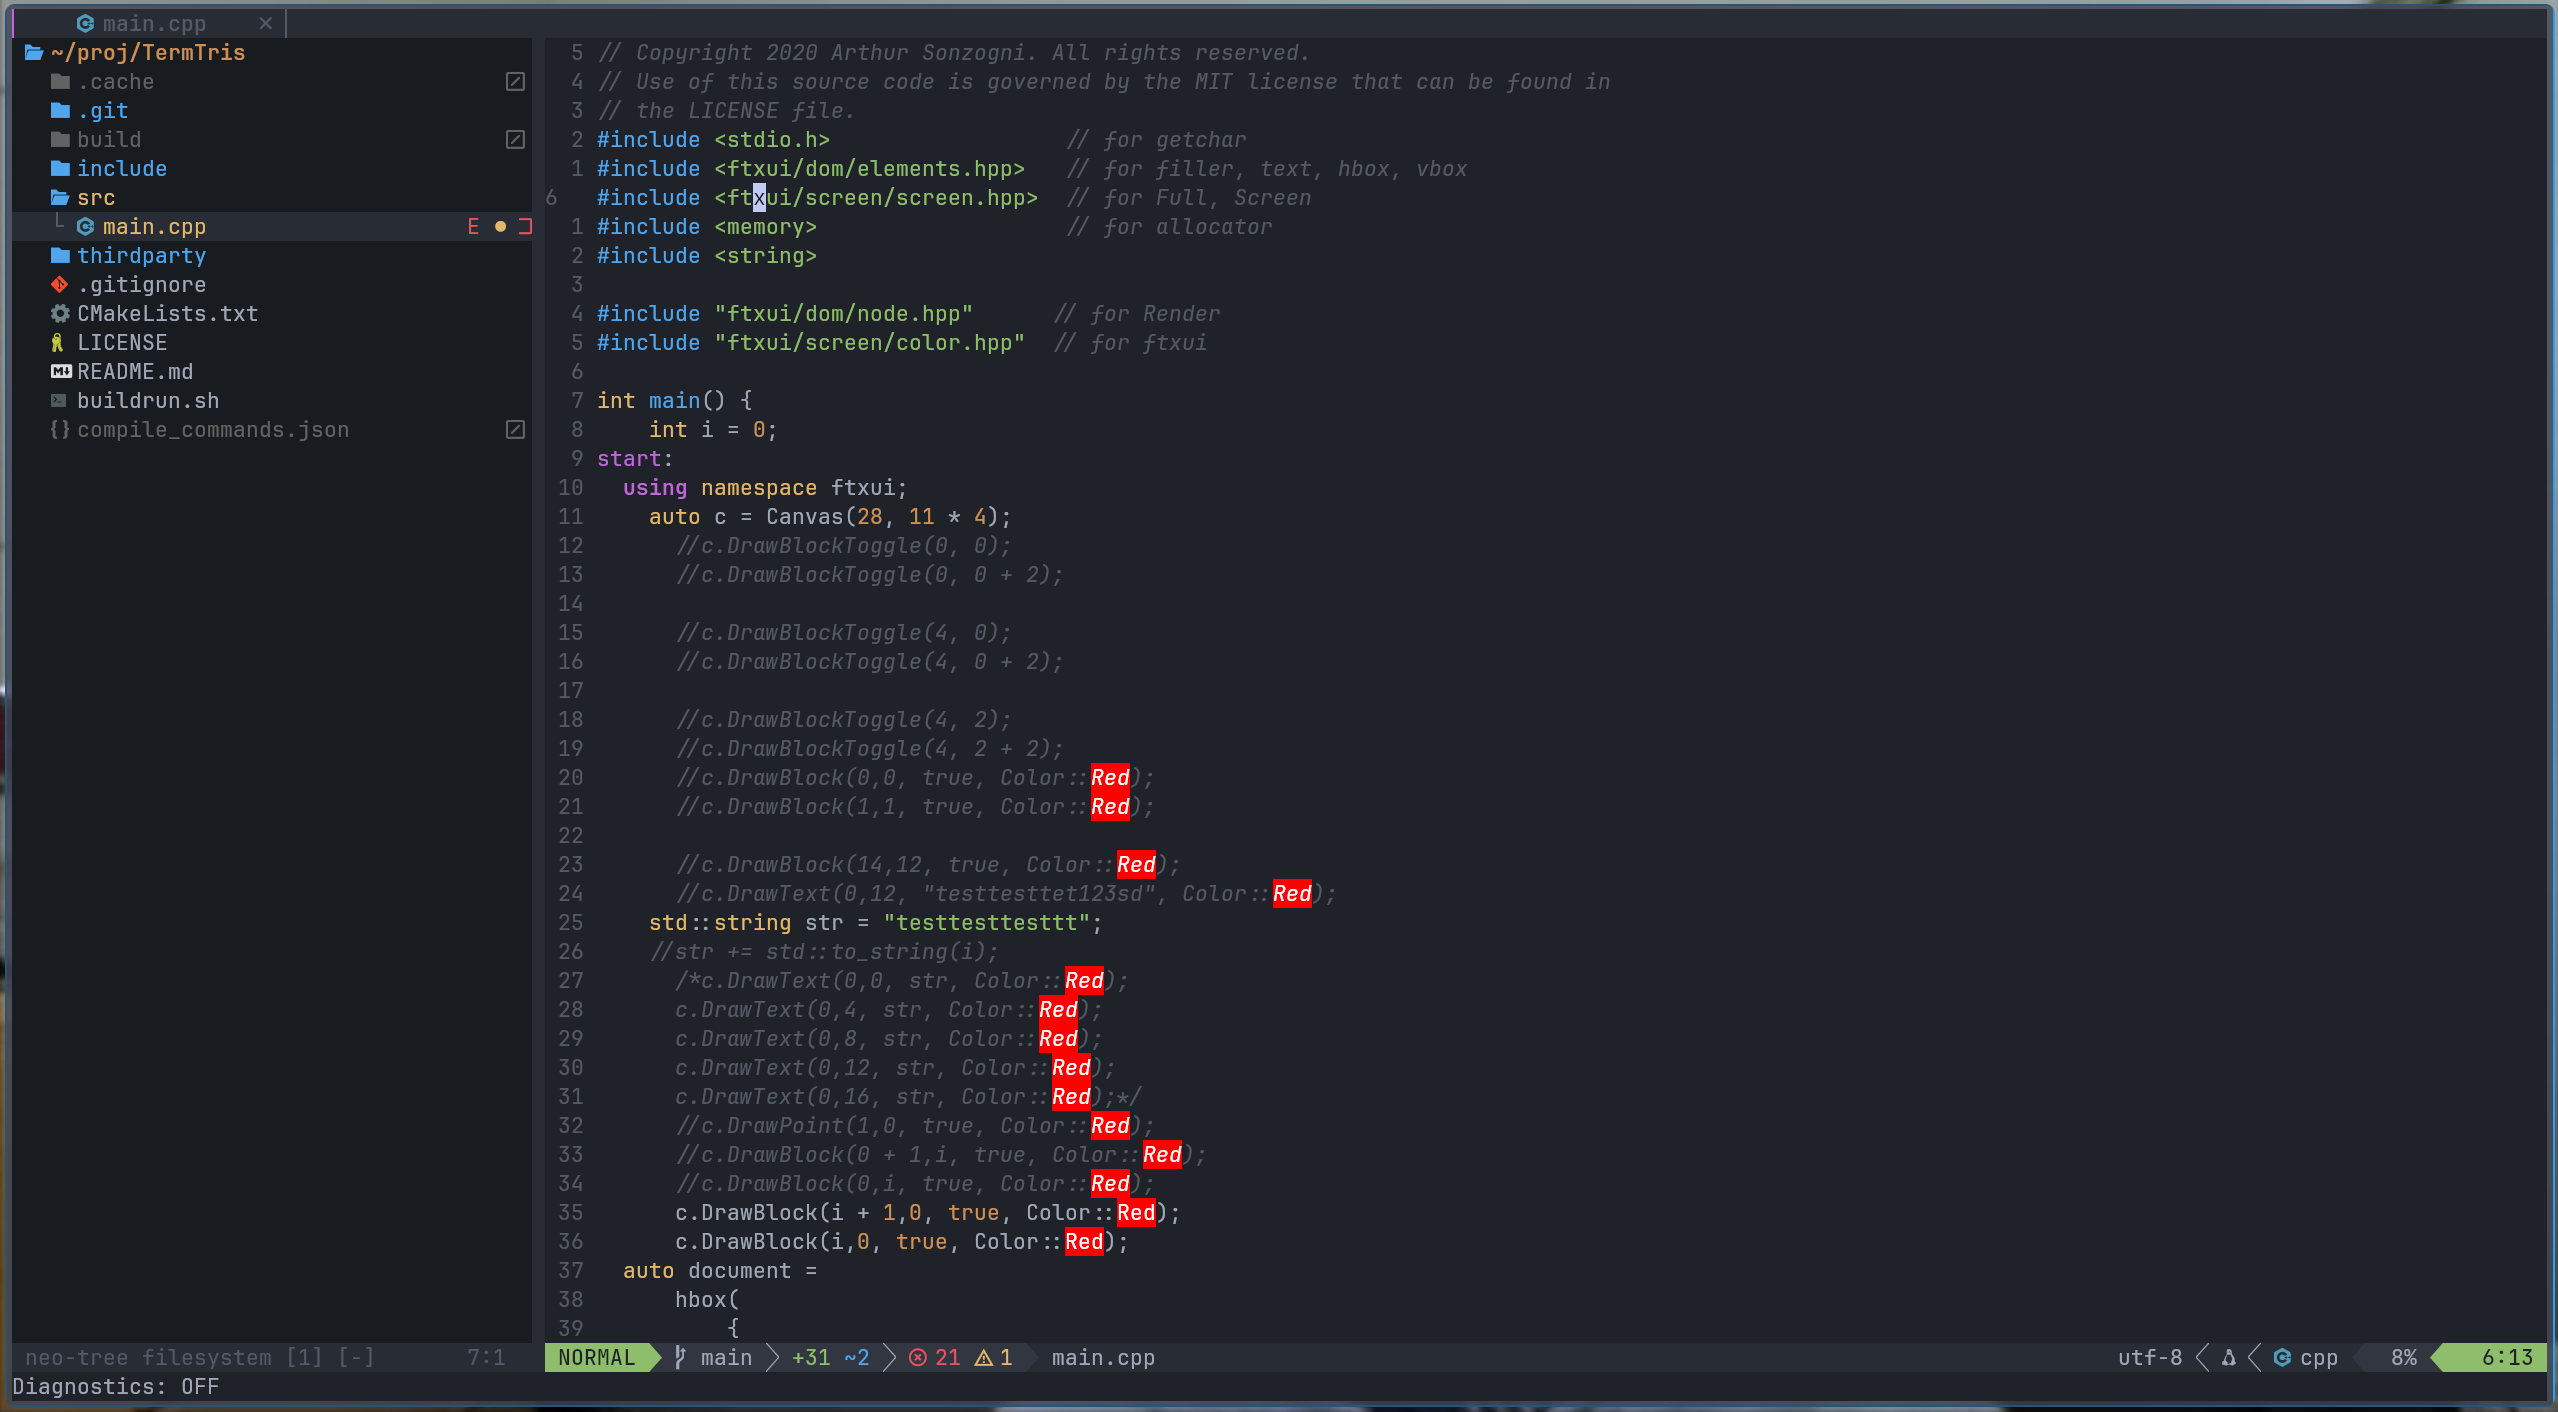 main.cpp ×
~/proj/TermTris
.cache
.git
build
include
src
main.cpp E
thirdparty
.gitignore
CMakeLists.txt
LICENSE
README.md
buildrun.sh
{} compile_commands.json
5 // Copyright 2020 Arthur Sonzogni. All rights reserved.
4 // Use of this source code is governed by the MIT license that can be found in
3 // the LICENSE file.
2 #include <stdio.h> // for getchar
1 #include <ftxui/dom/elements.hpp> // for filler, text, hbox, vbox
6 #include <ftxui/screen/screen.hpp> // for Full, Screen
1 #include <memory> // for allocator
2 #include <string>
3
4 #include "ftxui/dom/node.hpp" // for Render
5 #include "ftxui/screen/color.hpp" // for ftxui
6
7 int main() {
8 int i = 0;
9 start:
10 using namespace ftxui;
11 auto c = Canvas(28, 11 * 4);
12 //c.DrawBlockToggle(0, 0);
13 //c.DrawBlockToggle(0, 0 + 2);
14
15 //c.DrawBlockToggle(4, 0);
16 //c.DrawBlockToggle(4, 0 + 2);
17
18 //c.DrawBlockToggle(4, 2);
19 //c.DrawBlockToggle(4, 2 + 2);
20 //c.DrawBlock(0,0, true, Color::Red);
21 //c.DrawBlock(1,1, true, Color::Red);
22
23 //c.DrawBlock(14,12, true, Color::Red);
24 //c.DrawText(0,12, "testtesttet123sd", Color::Red);
25 std::string str = "testtesttesttt";
26 //str += std::to_string(i);
27 /*c.DrawText(0,0, str, Color::Red);
28 c.DrawText(0,4, str, Color::Red);
29 c.DrawText(0,8, str, Color::Red);
30 c.DrawText(0,12, str, Color::Red);
31 c.DrawText(0,16, str, Color::Red);*/
32 //c.DrawPoint(1,0, true, Color::Red);
33 //c.DrawBlock(0 + 1,i, true, Color::Red);
34 //c.DrawBlock(0,i, true, Color::Red);
35 c.DrawBlock(i + 1,0, true, Color::Red);
36 c.DrawBlock(i,0, true, Color::Red);
37 auto document =
38 hbox(
39 {
neo-tree filesystem [1] [-] 7:1
NORMAL main +31 ~2 21 1 main.cpp utf-8 cpp 8% 6:13
Diagnostics: OFF